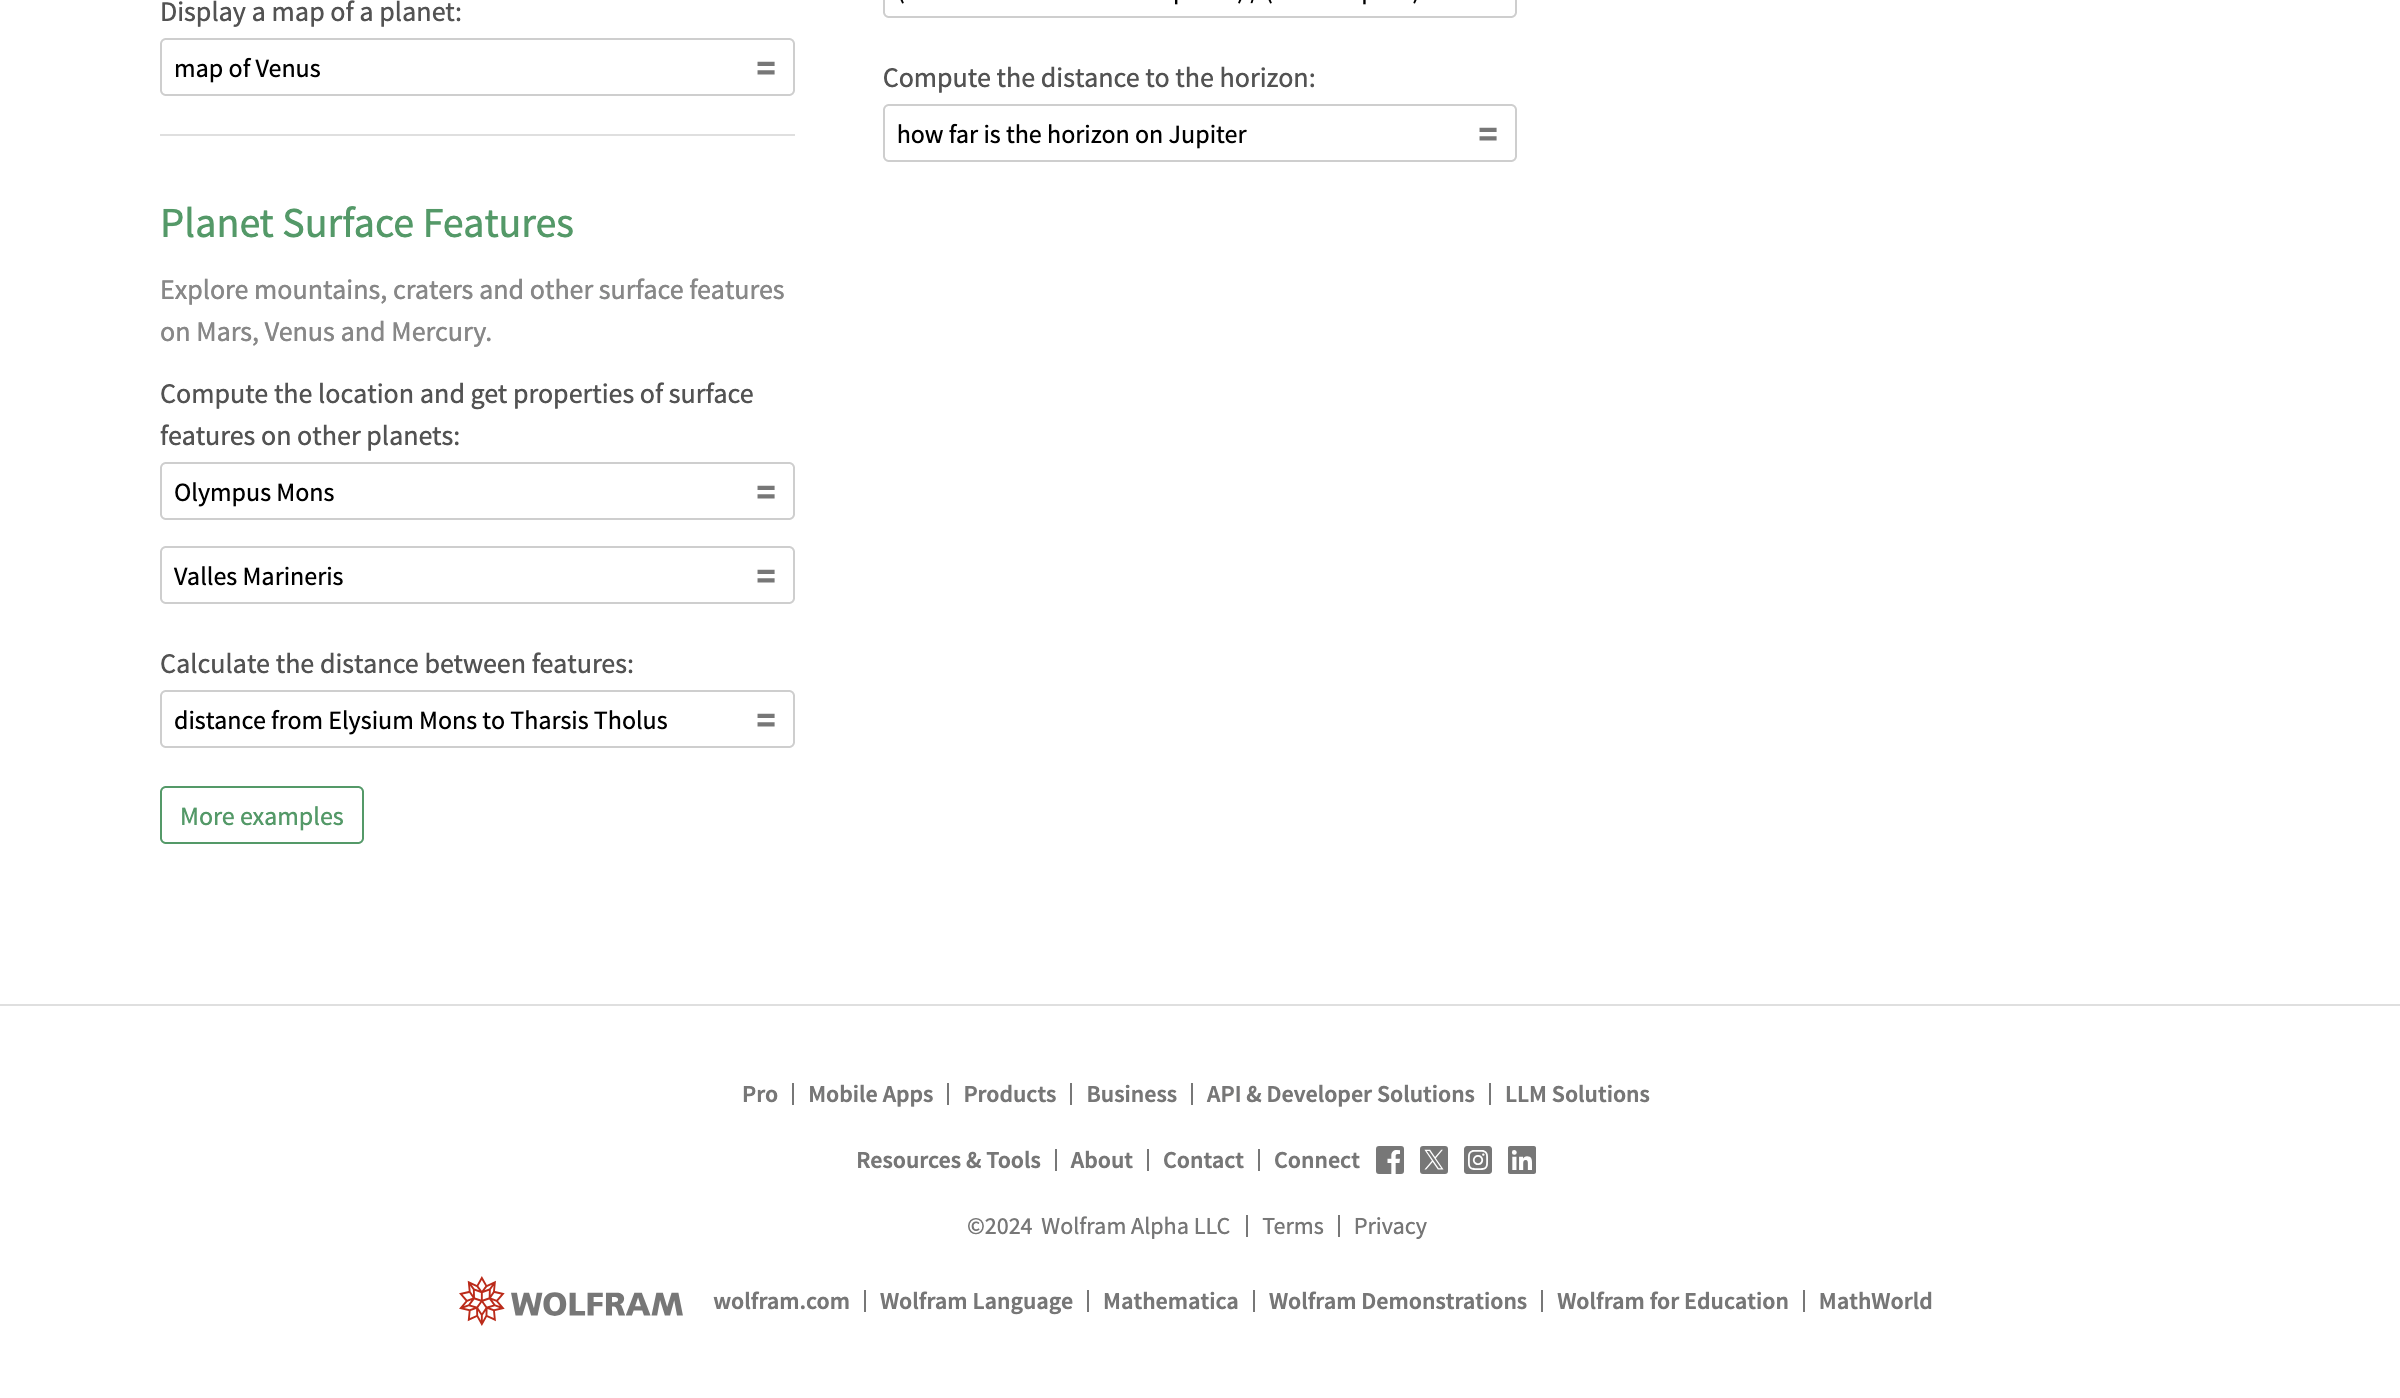 Display a map of a planet:
map of Venus
Compute the distance to the horizon:
how far is the horizon on Jupiter
Planet Surface Features
Explore mountains, craters and other surface features
on Mars, Venus and Mercury.
Compute the location and get properties of surface
features on other planets:
Olympus Mons
Valles Marineris
Calculate the distance between features:
distance from Elysium Mons to Tharsis Tholus
More examples
Pro | Mobile Apps | Products | Business | API & Developer Solutions | LLM Solutions
Resources & Tools | About | Contact | Connect
©2024 Wolfram Alpha LLC | Terms | Privacy
WOLFRAM wolfram.com | Wolfram Language | Mathematica | Wolfram Demonstrations | Wolfram for Education | MathWorld